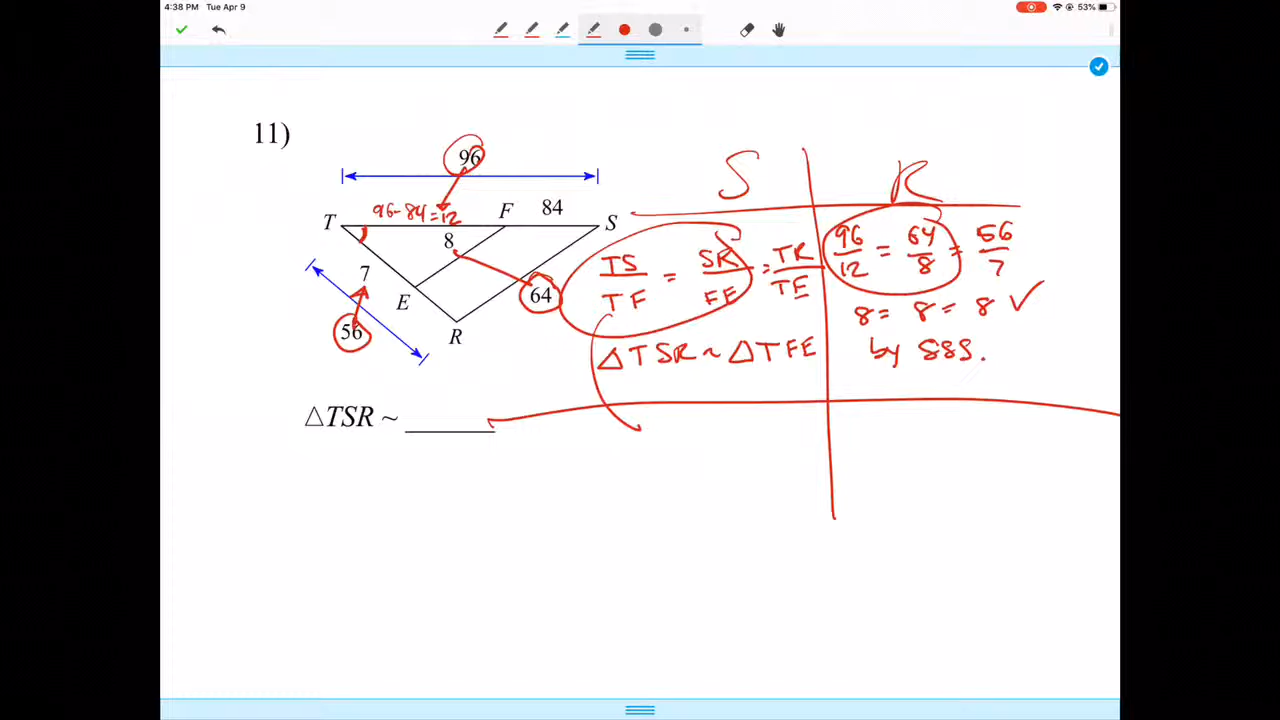 4:38 PM Tue Apr 9
53%
11)
96
96-84=12
T
F
84
S
8
7
E
64
56
R
△TSR ~
S
R
TS/TF = SR/FE = TR/TE
96/12 = 64/8 = 56/7
8 = 8 = 8 ✓
△TSR ~ △TFE
by SSS.